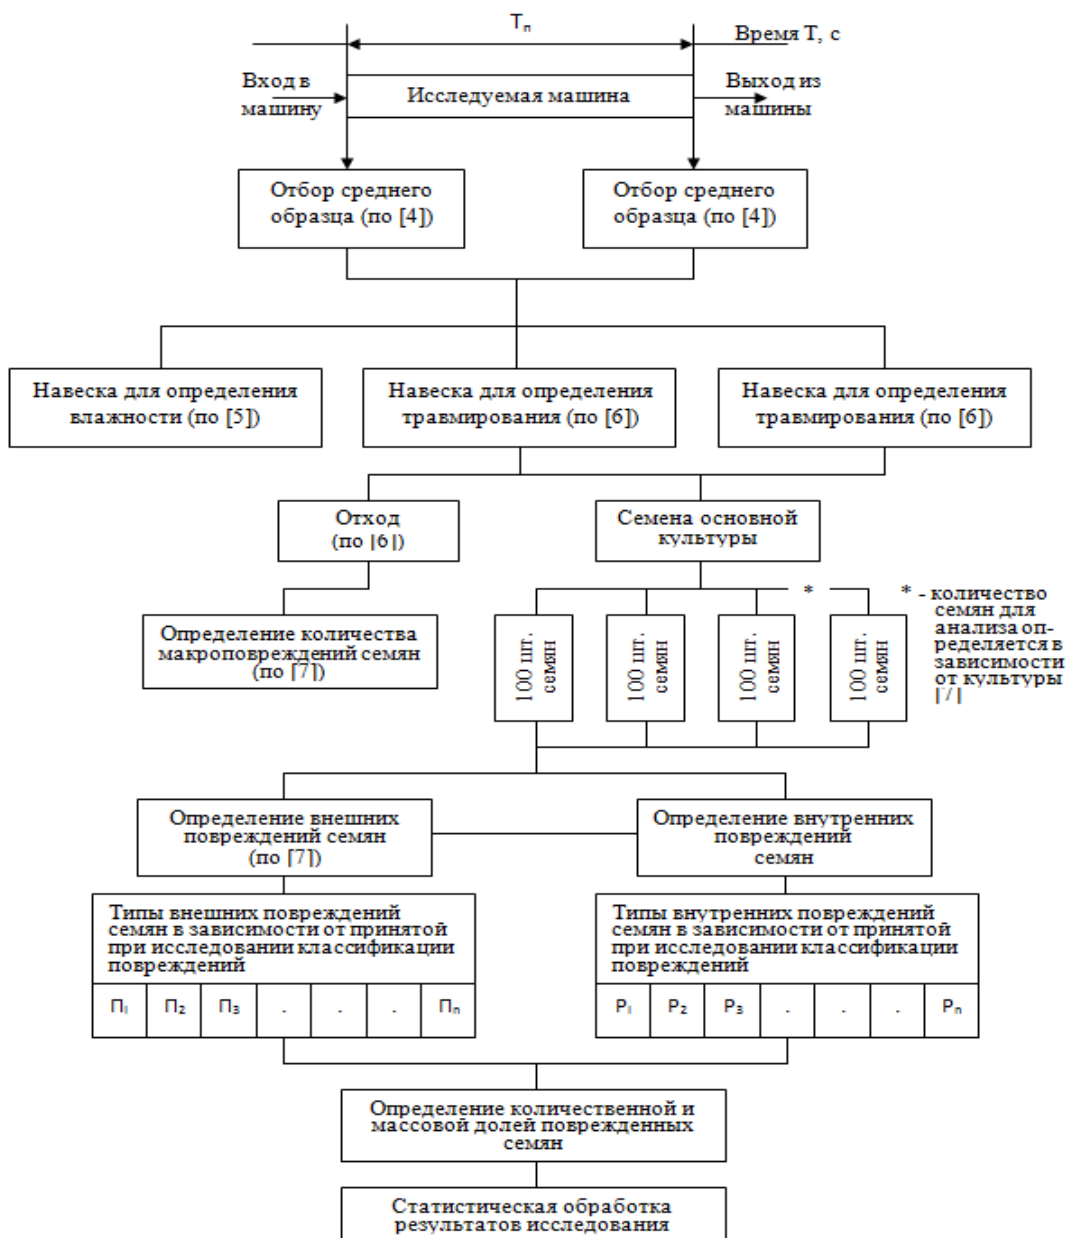 Tₙ
Время T, с
Вход в
машину
Исследуемая машина
Выход из
машины
Отбор среднего
образца (по [4])
Отбор среднего
образца (по [4])
Навеска для определения
влажности (по [5])
Навеска для определения
травмирования (по [6])
Навеска для определения
травмирования (по [6])
Отход
(по [6])
Семена основной
культуры
Определение количества
макроповреждений семян
(по [7])
100 шт.
семян
100 шт.
семян
100 шт.
семян
*
100 шт.
семян
* - количество
семян для
анализа оп-
ределяется в
зависимости
от культуры
[7]
Определение внешних
повреждений семян
(по [7])
Определение внутренних
повреждений
семян
Типы внешних повреждений
семян в зависимости от принятой
при исследовании классификации
повреждений
П₁ П₂ П₃ . . . Пₙ
Типы внутренних повреждений
семян в зависимости от принятой
при исследовании классификации
повреждений
Р₁ Р₂ Р₃ . . . Рₙ
Определение количественной и
массовой долей поврежденных
семян
Статистическая обработка
результатов исследования